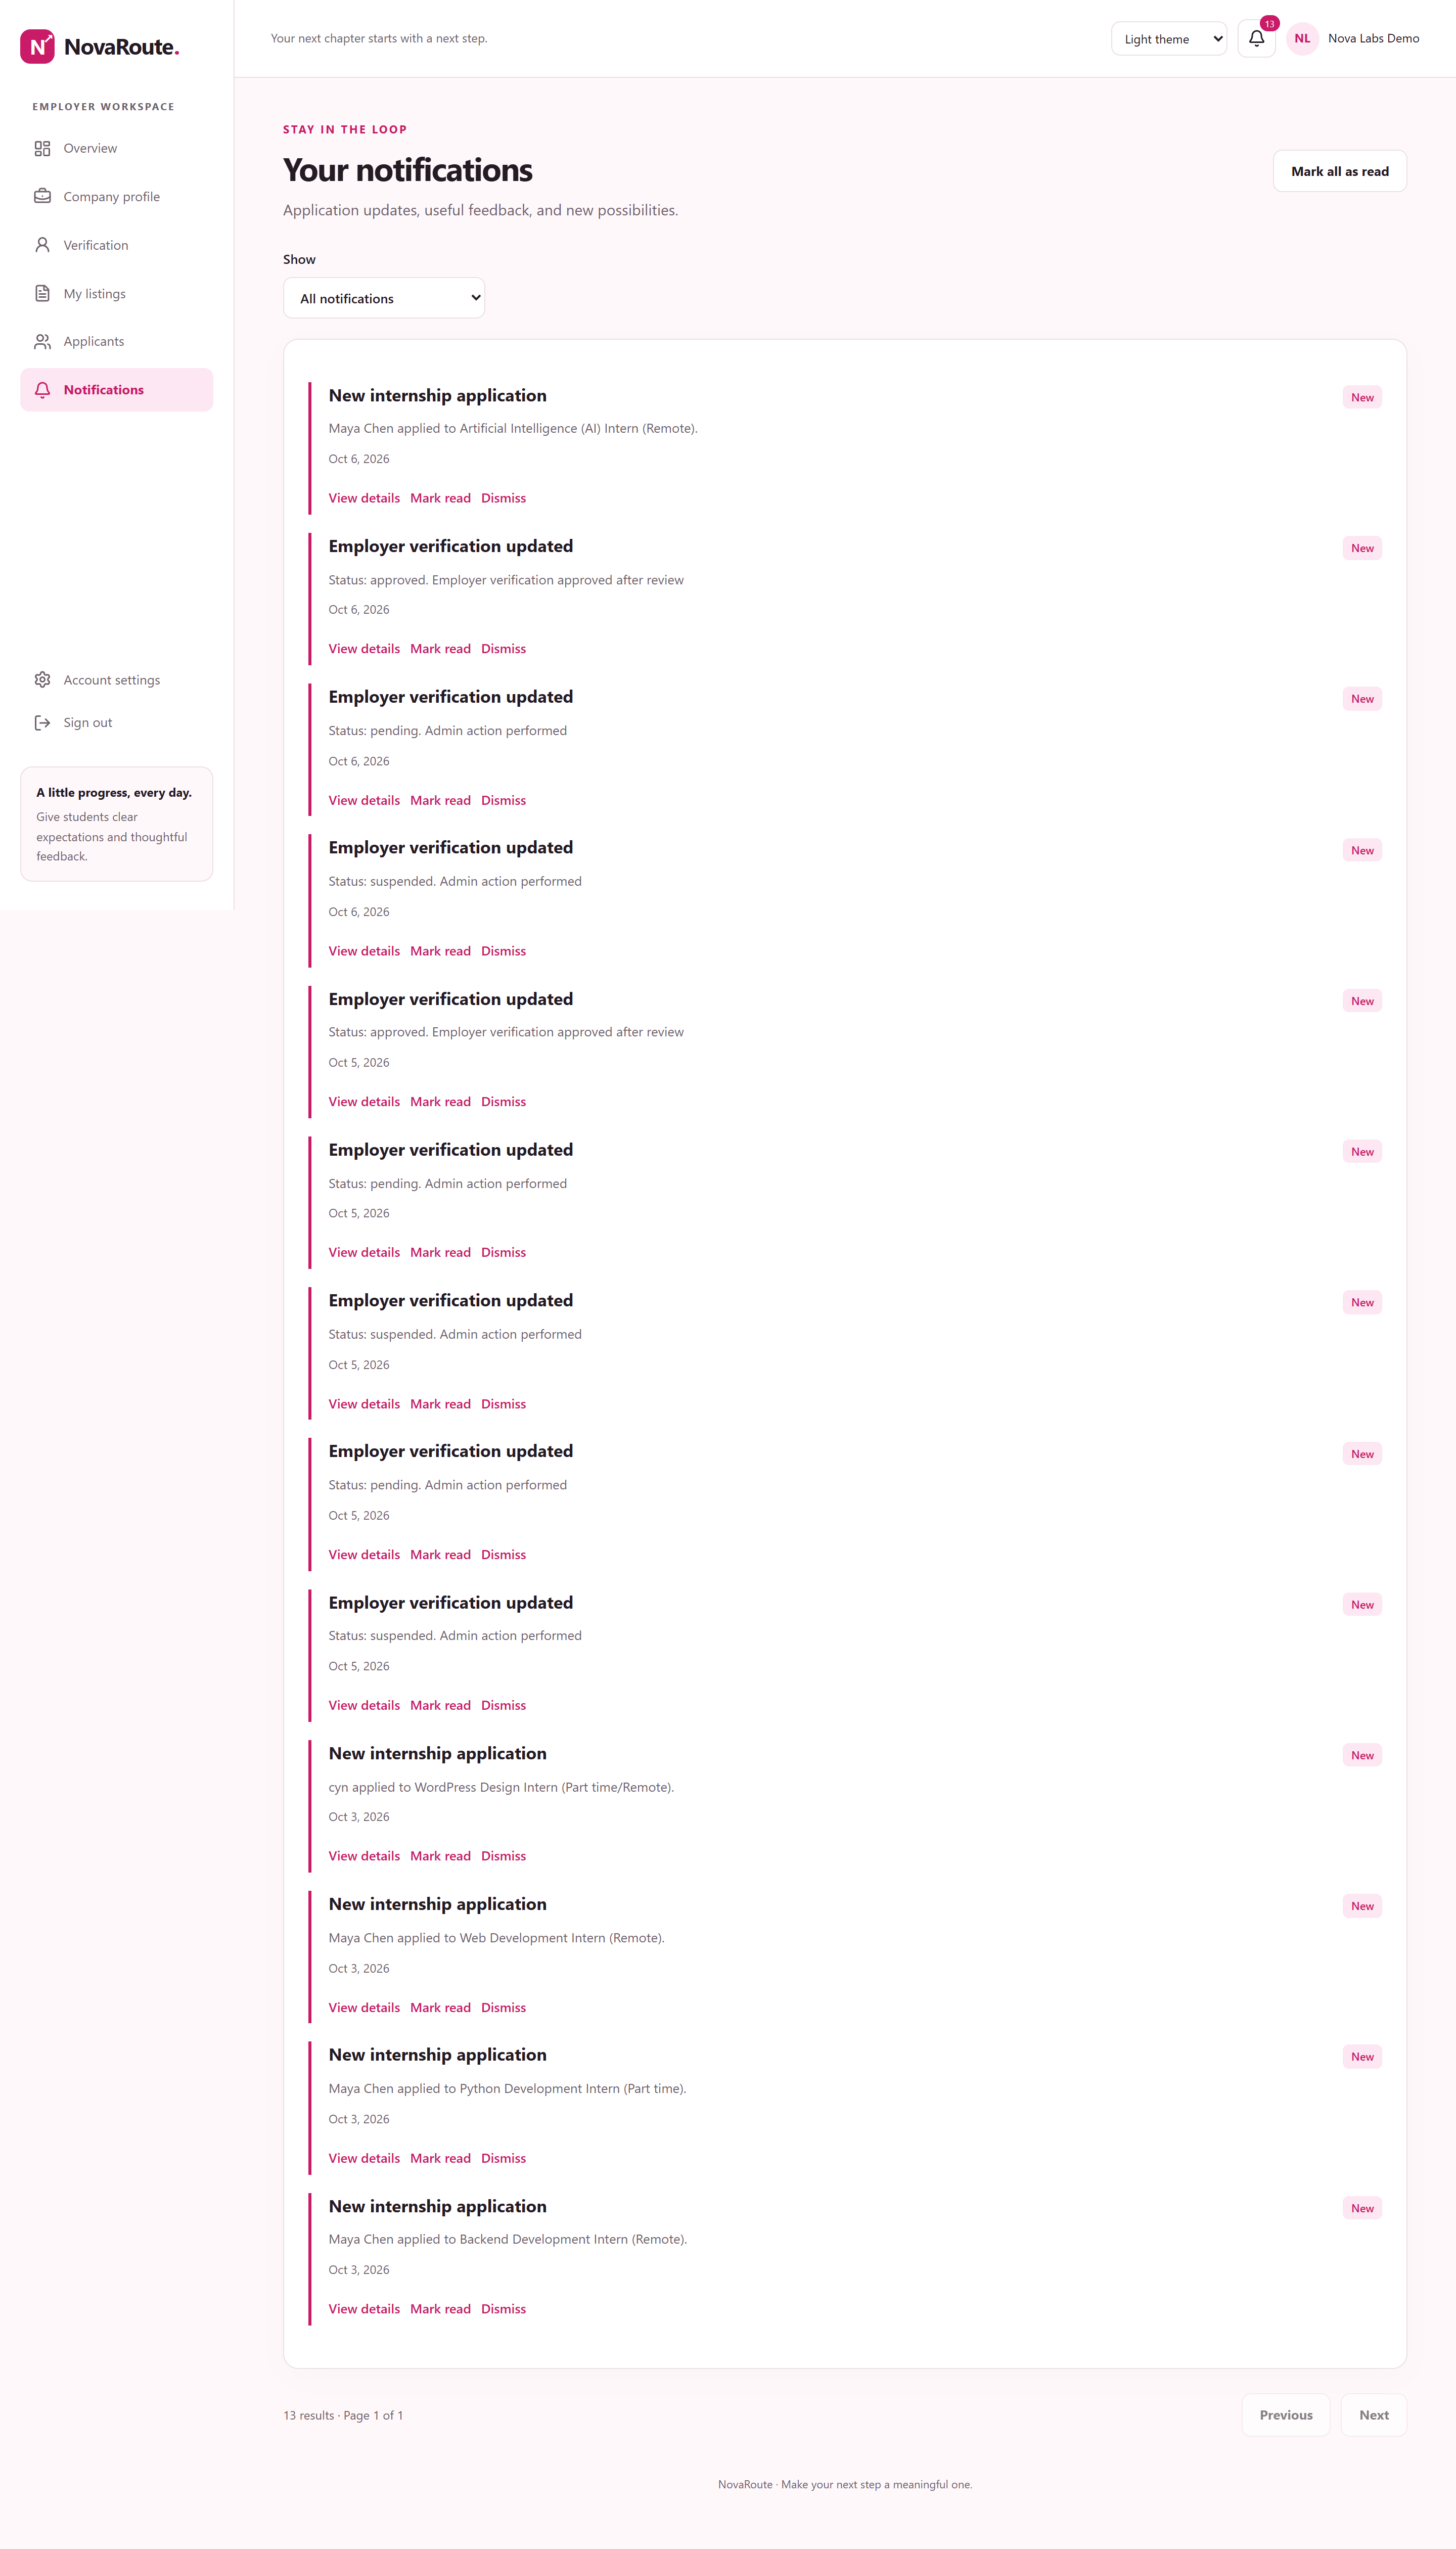 NovaRoute.
EMPLOYER WORKSPACE
Overview
Company profile
Verification
My listings
Applicants
Notifications
Account settings
Sign out
A little progress, every day.
Give students clear
expectations and thoughtful
feedback.
Your next chapter starts with a next step.
Light theme
13
NL
Nova Labs Demo
STAY IN THE LOOP
Your notifications
Application updates, useful feedback, and new possibilities.
Mark all as read
Show
All notifications
New internship application
New
Maya Chen applied to Artificial Intelligence (AI) Intern (Remote).
Oct 6, 2026
View details Mark read Dismiss
Employer verification updated
New
Status: approved. Employer verification approved after review
Oct 6, 2026
View details Mark read Dismiss
Employer verification updated
New
Status: pending. Admin action performed
Oct 6, 2026
View details Mark read Dismiss
Employer verification updated
New
Status: suspended. Admin action performed
Oct 6, 2026
View details Mark read Dismiss
Employer verification updated
New
Status: approved. Employer verification approved after review
Oct 5, 2026
View details Mark read Dismiss
Employer verification updated
New
Status: pending. Admin action performed
Oct 5, 2026
View details Mark read Dismiss
Employer verification updated
New
Status: suspended. Admin action performed
Oct 5, 2026
View details Mark read Dismiss
Employer verification updated
New
Status: pending. Admin action performed
Oct 5, 2026
View details Mark read Dismiss
Employer verification updated
New
Status: suspended. Admin action performed
Oct 5, 2026
View details Mark read Dismiss
New internship application
New
cyn applied to WordPress Design Intern (Part time/Remote).
Oct 3, 2026
View details Mark read Dismiss
New internship application
New
Maya Chen applied to Web Development Intern (Remote).
Oct 3, 2026
View details Mark read Dismiss
New internship application
New
Maya Chen applied to Python Development Intern (Part time).
Oct 3, 2026
View details Mark read Dismiss
New internship application
New
Maya Chen applied to Backend Development Intern (Remote).
Oct 3, 2026
View details Mark read Dismiss
13 results · Page 1 of 1
Previous
Next
NovaRoute · Make your next step a meaningful one.